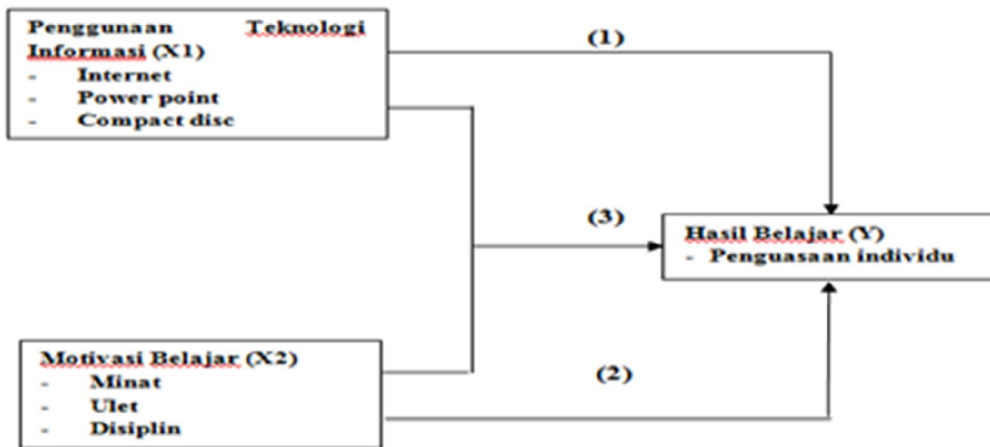 Penggunaan Teknologi
Informasi (X1)
- Internet
- Power point
- Compact disc
(1)
(3)
Hasil Belajar (Y)
- Penguasaan individu
Motivasi Belajar (X2)
- Minat
- Ulet
- Disiplin
(2)